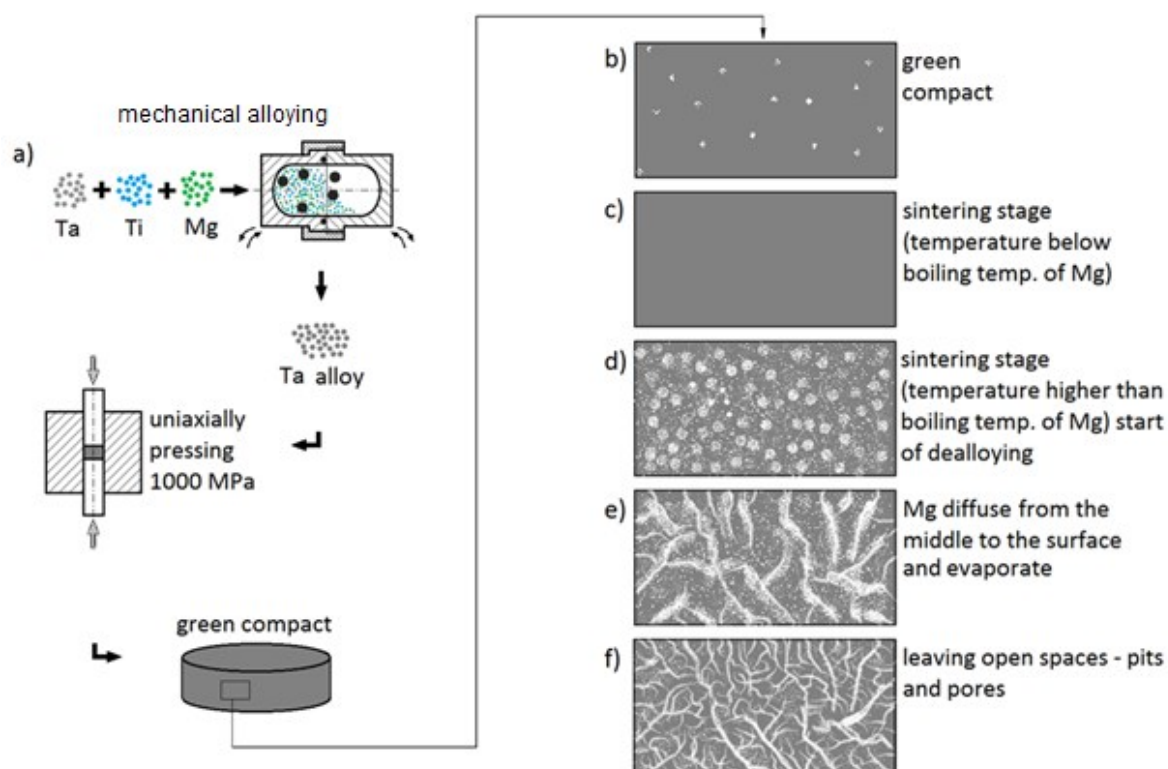 mechanical alloying
a)
Ta
Ti
Mg
Ta alloy
uniaxially
pressing
1000 MPa
green compact
b)
green
compact
c)
sintering stage
(temperature below
boiling temp. of Mg)
d)
sintering stage
(temperature higher than
boiling temp. of Mg) start
of dealloying
e)
Mg diffuse from the
middle to the surface
and evaporate
f)
leaving open spaces - pits
and pores